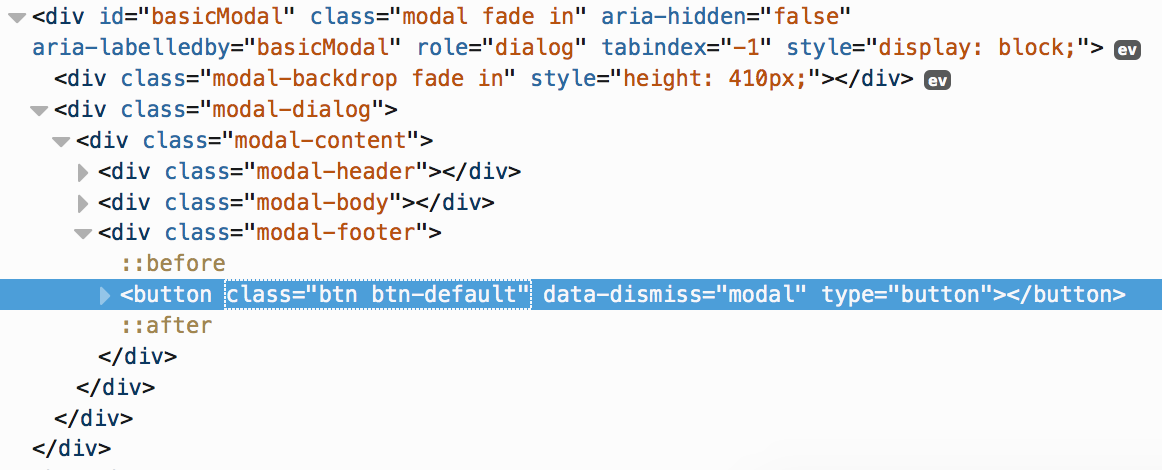 <div id="basicModal" class="modal fade in" aria-hidden="false"
aria-labelledby="basicModal" role="dialog" tabindex="-1" style="display: block;"> ev
<div class="modal-backdrop fade in" style="height: 410px;"></div> ev
<div class="modal-dialog">
<div class="modal-content">
<div class="modal-header"></div>
<div class="modal-body"></div>
<div class="modal-footer">
::before
<button class="btn btn-default" data-dismiss="modal" type="button"></button>
::after
</div>
</div>
</div>
</div>